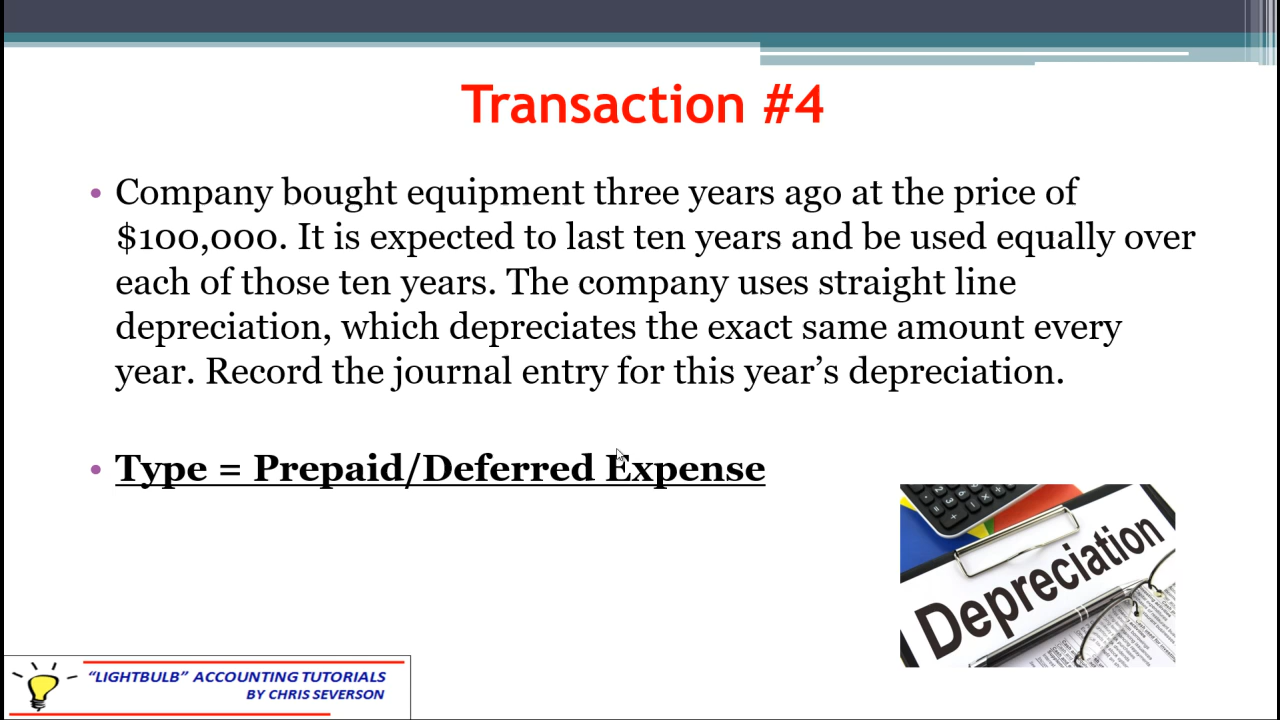 Transaction #4
• Company bought equipment three years ago at the price of
$100,000. It is expected to last ten years and be used equally over
each of those ten years. The company uses straight line
depreciation, which depreciates the exact same amount every
year. Record the journal entry for this year’s depreciation.
• Type = Prepaid/Deferred Expense
Depreciation
“LIGHTBULB” ACCOUNTING TUTORIALS
BY CHRIS SEVERSON